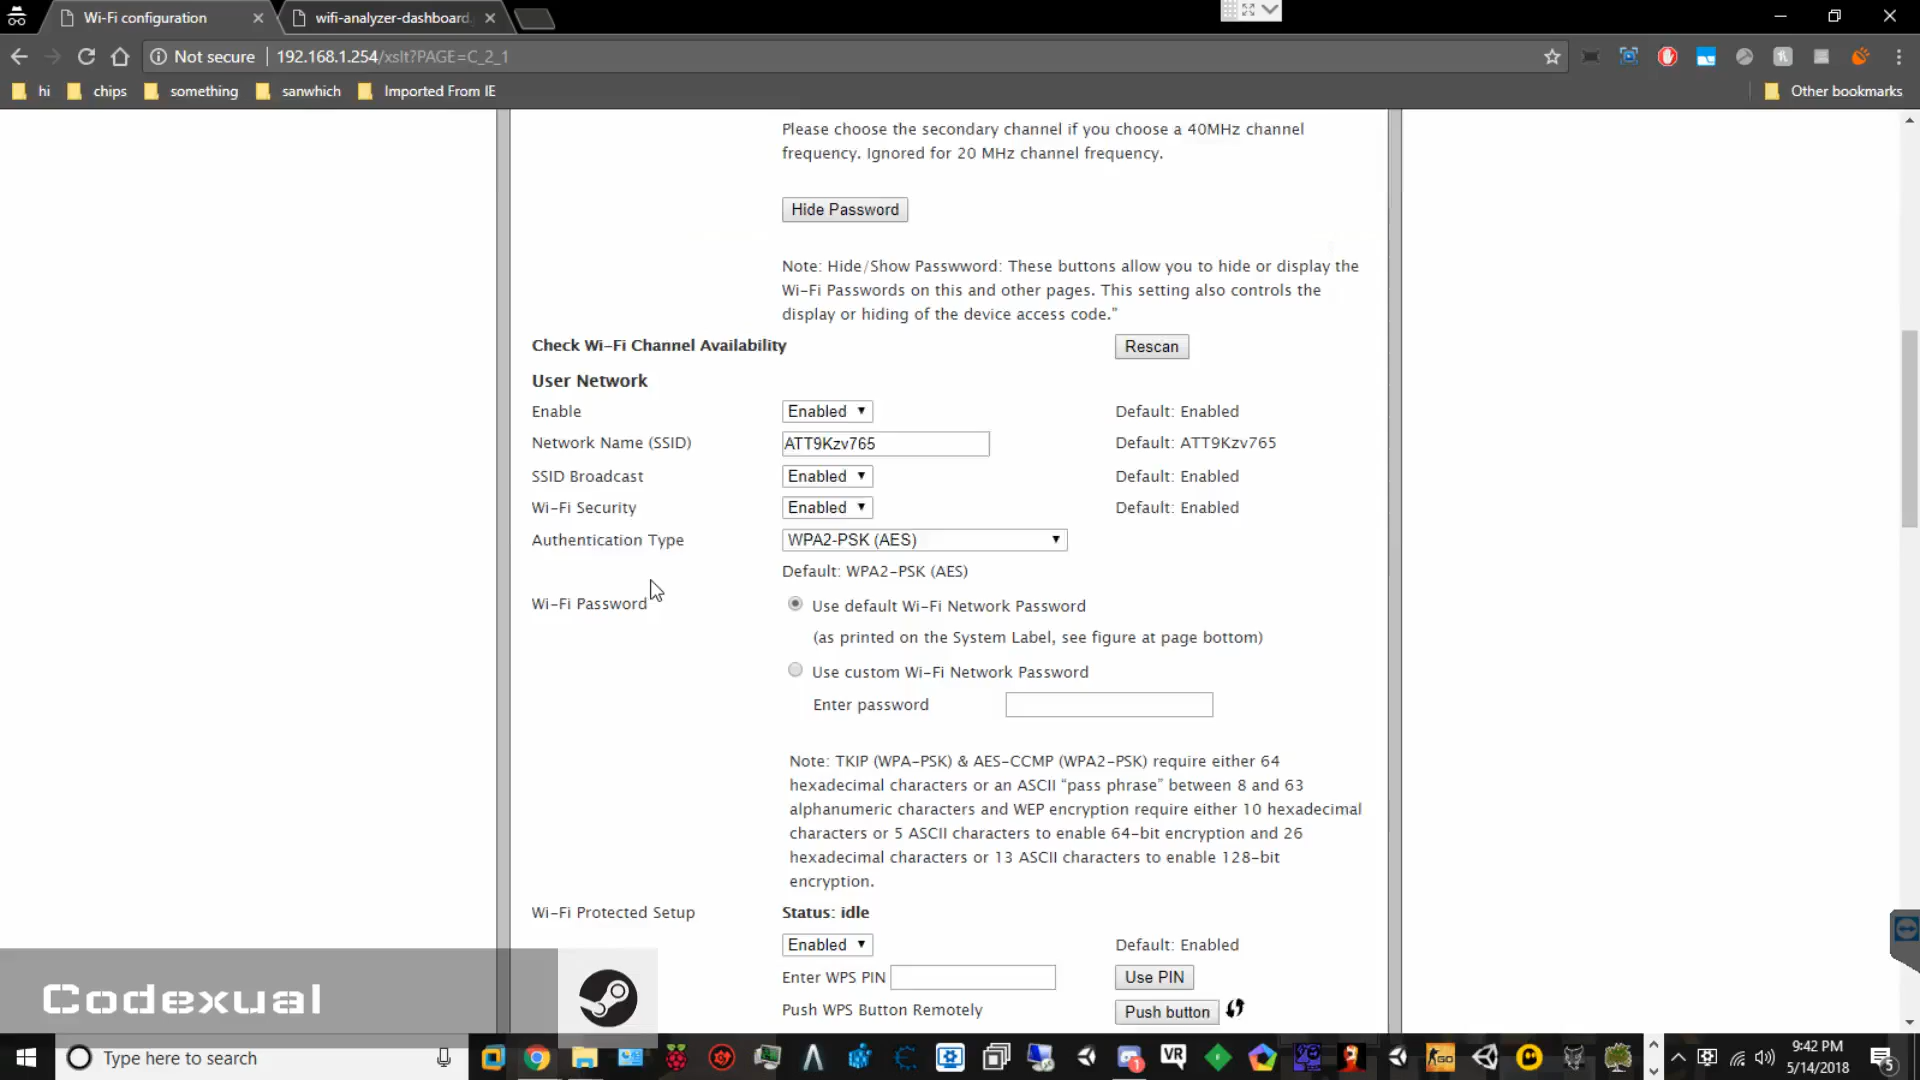 Wi-Fi configuration
wifi-analyzer-dashboard.
Not secure
192.168.1.254/xslt?PAGE=C_2_1
hi
chips
something
sanwhich
Imported From IE
Other bookmarks
Please choose the secondary channel if you choose a 40MHz channel
frequency. Ignored for 20 MHz channel frequency.
Hide Password
Note: Hide/Show Passwword: These buttons allow you to hide or display the
Wi-Fi Passwords on this and other pages. This setting also controls the
display or hiding of the device access code.”
Check Wi-Fi Channel Availability
Rescan
User Network
Enable
Enabled
Default: Enabled
Network Name (SSID)
ATT9Kzv765
Default: ATT9Kzv765
SSID Broadcast
Enabled
Default: Enabled
Wi-Fi Security
Enabled
Default: Enabled
Authentication Type
WPA2-PSK (AES)
Default: WPA2-PSK (AES)
Wi-Fi Password
Use default Wi-Fi Network Password
(as printed on the System Label, see figure at page bottom)
Use custom Wi-Fi Network Password
Enter password
Note: TKIP (WPA-PSK) & AES-CCMP (WPA2-PSK) require either 64
hexadecimal characters or an ASCII “pass phrase” between 8 and 63
alphanumeric characters and WEP encryption require either 10 hexadecimal
characters or 5 ASCII characters to enable 64-bit encryption and 26
hexadecimal characters or 13 ASCII characters to enable 128-bit
encryption.
Wi-Fi Protected Setup
Status: idle
Enabled
Default: Enabled
Enter WPS PIN
Use PIN
Push WPS Button Remotely
Push button
Codexual
Type here to search
1
VR
GO
9:42 PM
5/14/2018
5